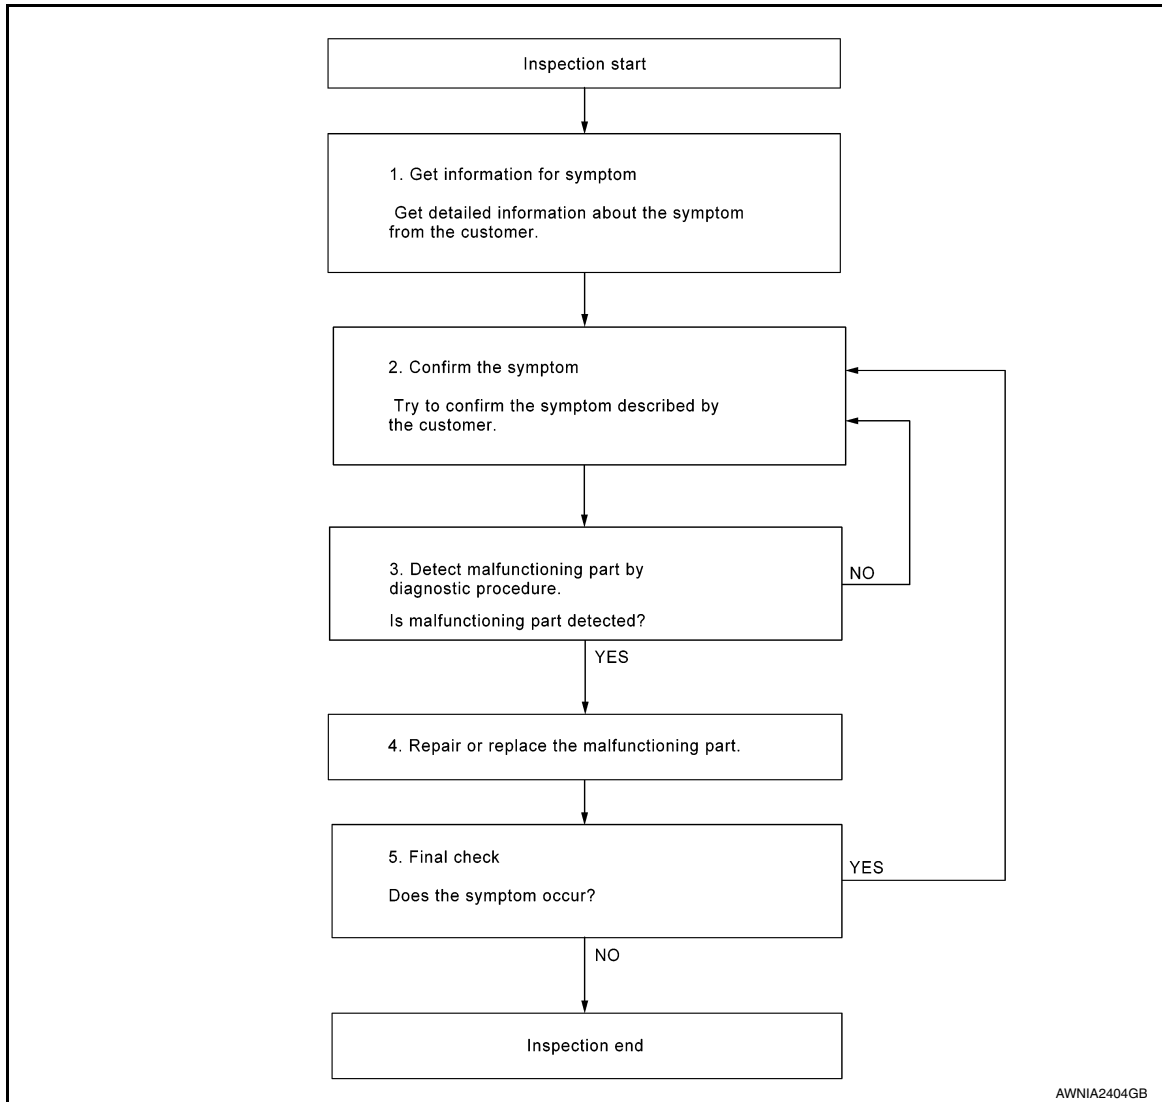 Inspection start
1. Get information for symptom
Get detailed information about the symptom
from the customer.
2. Confirm the symptom
Try to confirm the symptom described by
the customer.
3. Detect malfunctioning part by
diagnostic procedure.
Is malfunctioning part detected?
NO
YES
4. Repair or replace the malfunctioning part.
5. Final check
Does the symptom occur?
YES
NO
Inspection end
AWNIA2404GB